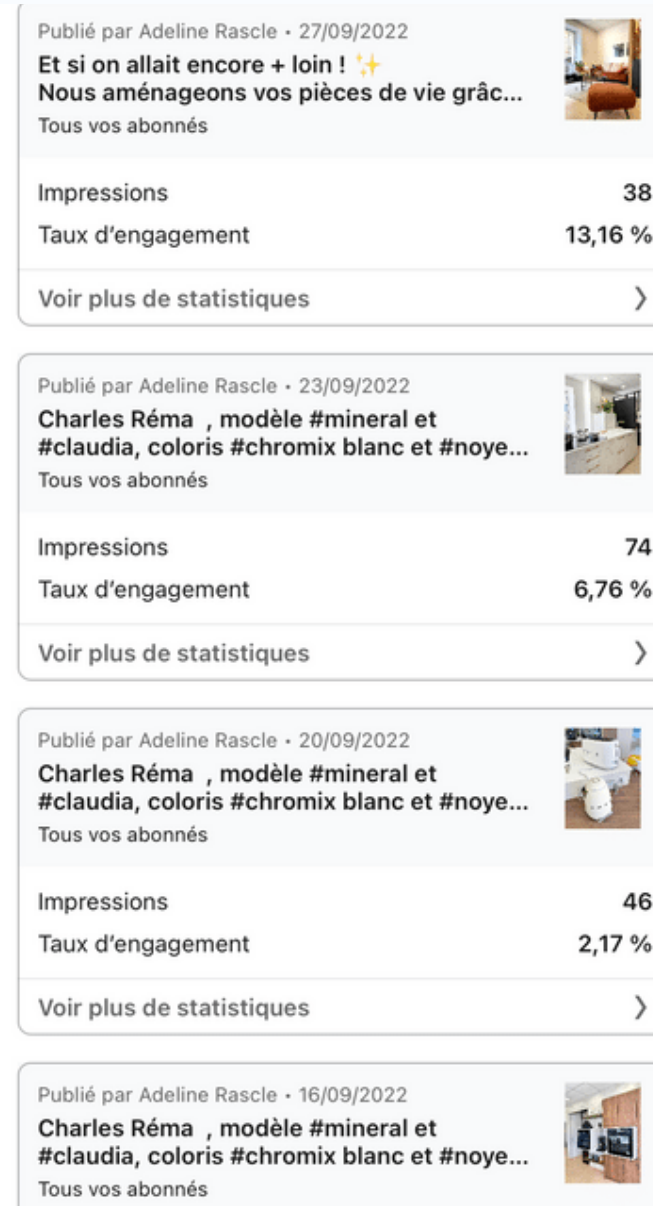 Publié par Adeline Rascle • 27/09/2022
Et si on allait encore + loin ! ✨
Nous aménageons vos pièces de vie grâc...
Tous vos abonnés
Impressions 38
Taux d'engagement 13,16 %
Voir plus de statistiques
Publié par Adeline Rascle • 23/09/2022
Charles Réma , modèle #mineral et
#claudia, coloris #chromix blanc et #noye...
Tous vos abonnés
Impressions 74
Taux d'engagement 6,76 %
Voir plus de statistiques
Publié par Adeline Rascle • 20/09/2022
Charles Réma , modèle #mineral et
#claudia, coloris #chromix blanc et #noye...
Tous vos abonnés
Impressions 46
Taux d'engagement 2,17 %
Voir plus de statistiques
Publié par Adeline Rascle • 16/09/2022
Charles Réma , modèle #mineral et
#claudia, coloris #chromix blanc et #noye...
Tous vos abonnés